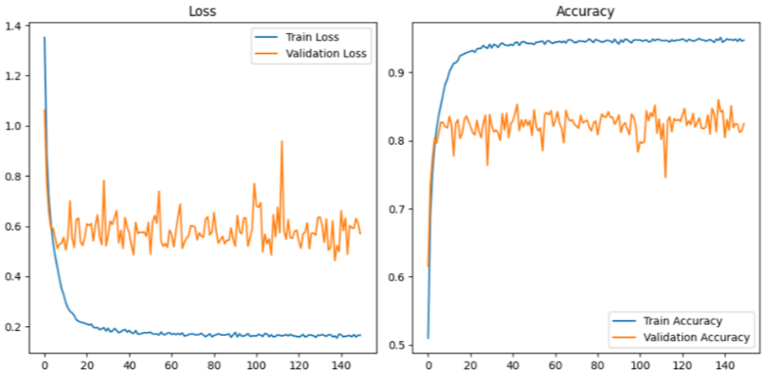 Loss
Train Loss
Validation Loss
1.4
1.2
1.0
0.8
0.6
0.4
0.2
0 20 40 60 80 100 120 140
Accuracy
0.9
0.8
0.7
0.6
0.5
Train Accuracy
Validation Accuracy
0 20 40 60 80 100 120 140